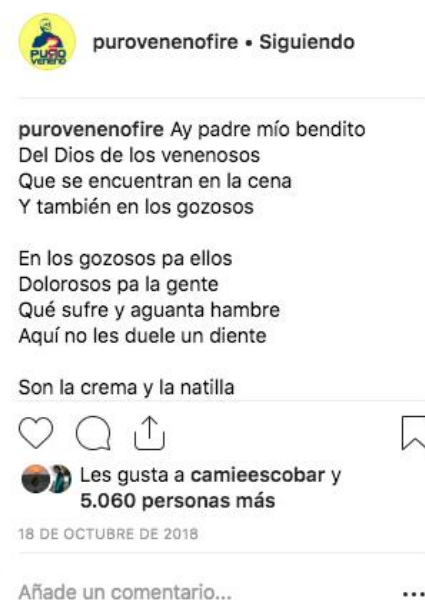 PURO
VENENO
purovenenofire • Siguiendo
purovenenofire Ay padre mío bendito
Del Dios de los venenosos
Que se encuentran en la cena
Y también en los gozosos
En los gozosos pa ellos
Dolorosos pa la gente
Qué sufre y aguanta hambre
Aquí no les duele un diente
Son la crema y la natilla
Les gusta a camieescobar y
5.060 personas más
18 DE OCTUBRE DE 2018
Añade un comentario...